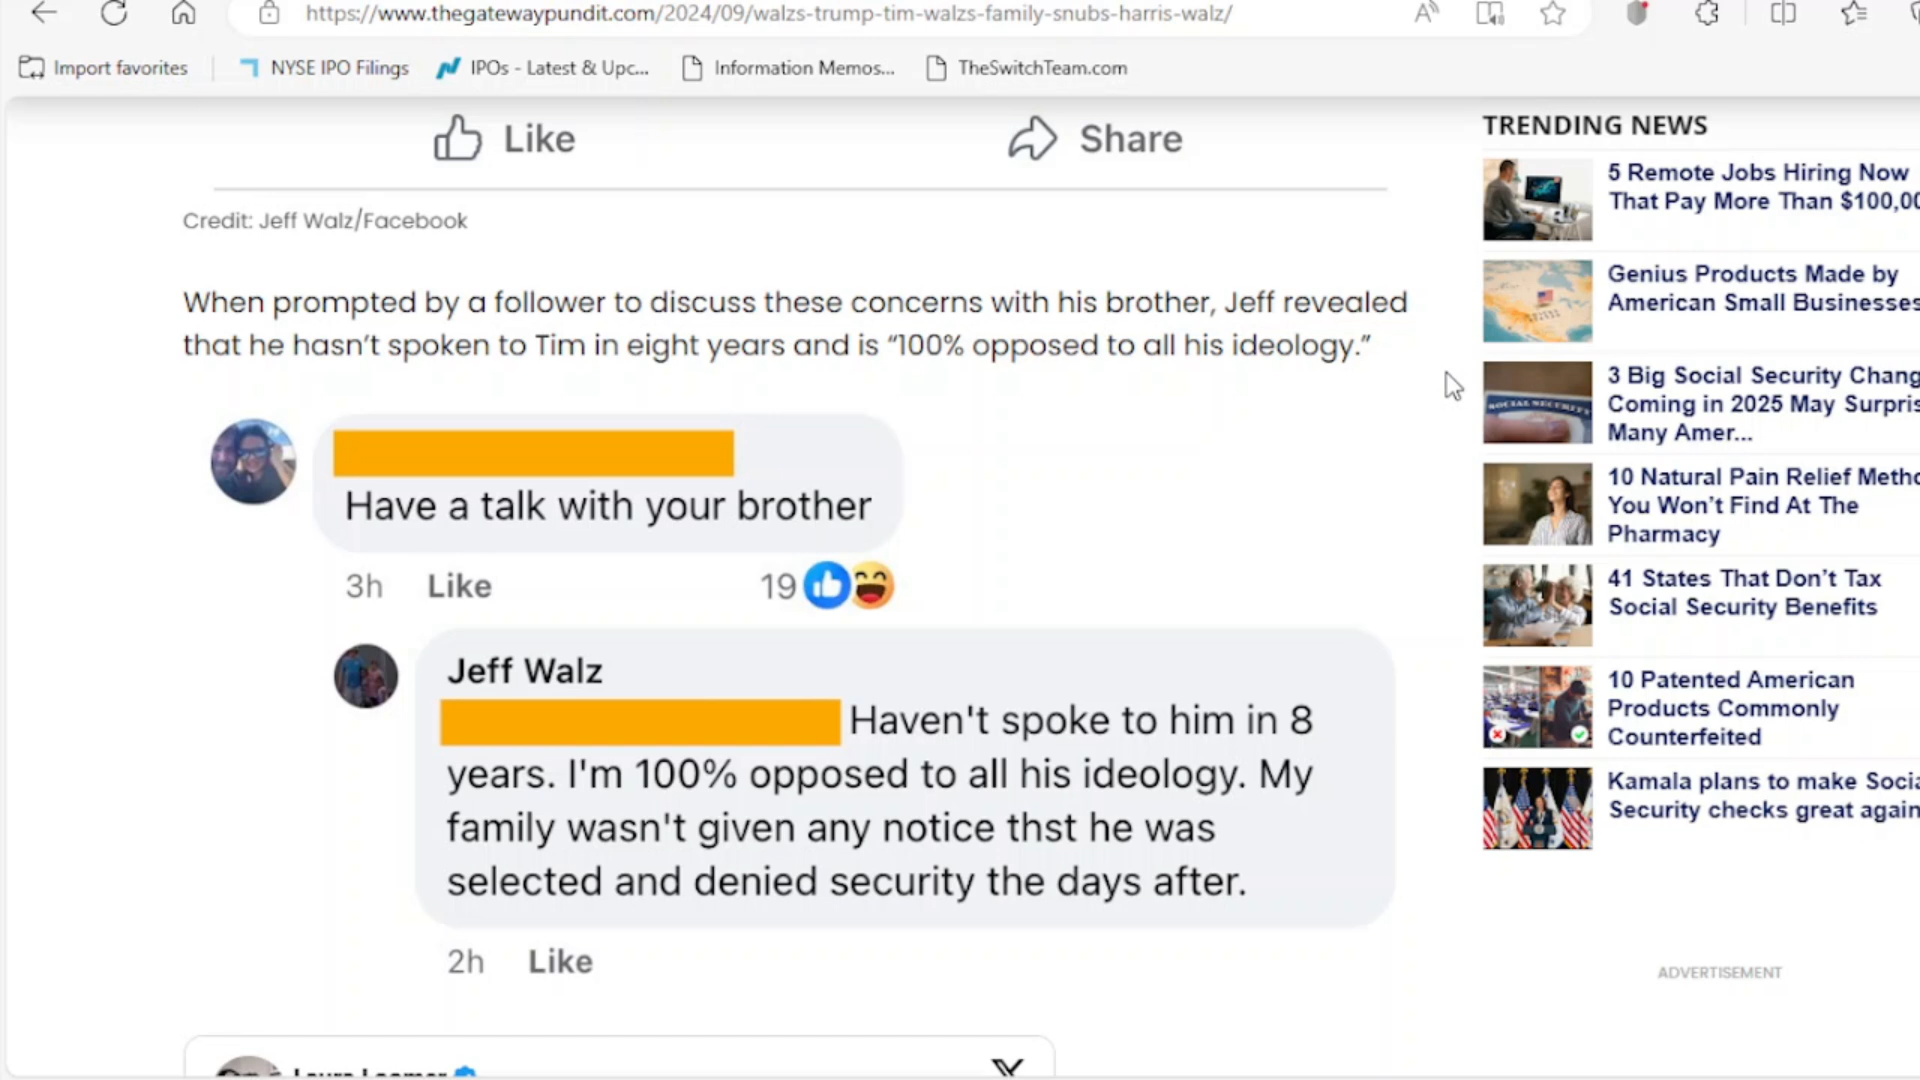 https://www.thegatewaypundit.com/2024/09/walzs-trump-tim-walzs-family-snubs-harris-walz/
Import favorites
NYSE IPO Filings
IPOs - Latest & Upc...
Information Memos...
TheSwitchTeam.com
Like
Share
Credit: Jeff Walz/Facebook
When prompted by a follower to discuss these concerns with his brother, Jeff revealed
that he hasn't spoken to Tim in eight years and is “100% opposed to all his ideology.”
Have a talk with your brother
3h Like 19
Jeff Walz
Haven't spoke to him in 8
years. I'm 100% opposed to all his ideology. My
family wasn't given any notice thst he was
selected and denied security the days after.
2h Like
TRENDING NEWS
5 Remote Jobs Hiring Now
That Pay More Than $100,00
Genius Products Made by
American Small Businesses
SOCIAL SECURITY
3 Big Social Security Chang
Coming in 2025 May Surpris
Many Amer...
10 Natural Pain Relief Metho
You Won't Find At The
Pharmacy
41 States That Don't Tax
Social Security Benefits
10 Patented American
Products Commonly
Counterfeited
Kamala plans to make Socia
Security checks great again
ADVERTISEMENT